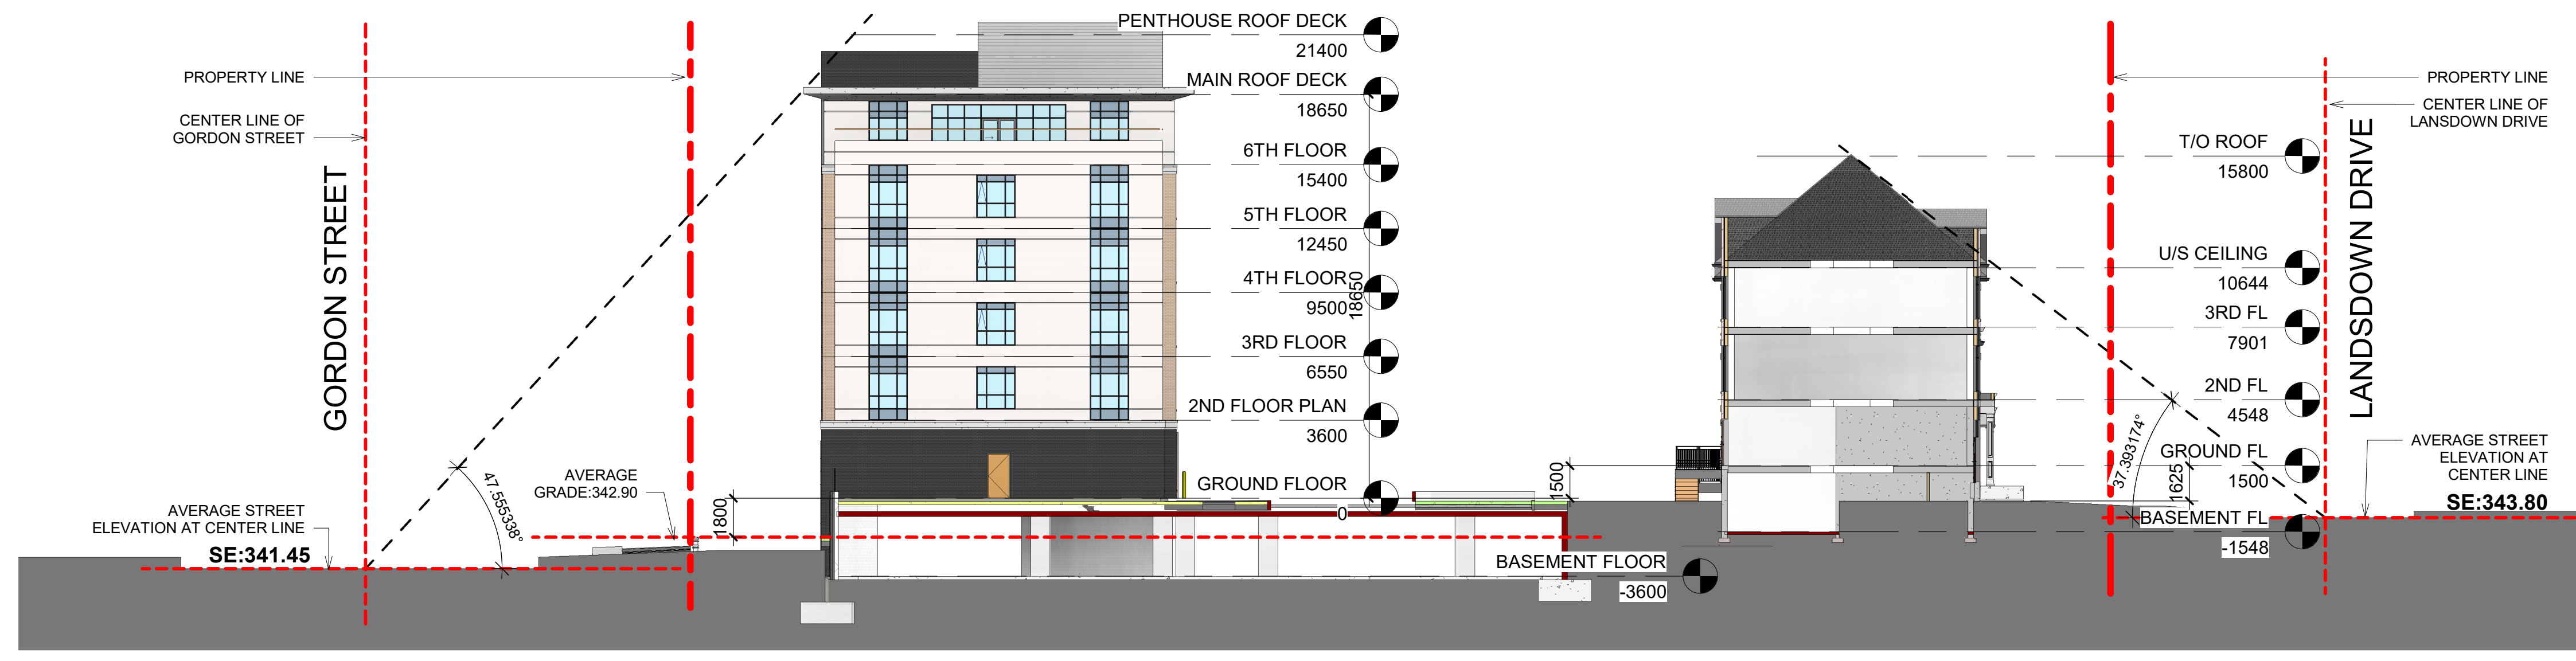 PROPERTY LINE
CENTER LINE OF
GORDON STREET
GORDON STREET
AVERAGE STREET
ELEVATION AT CENTER LINE
SE:341.45
47.555338°
AVERAGE
GRADE:342.90
1800
PENTHOUSE ROOF DECK
21400
MAIN ROOF DECK
18650
6TH FLOOR
15400
5TH FLOOR
12450
4TH FLOOR
9500
18650
3RD FLOOR
6550
2ND FLOOR PLAN
3600
GROUND FLOOR
0
BASEMENT FLOOR
-3600
1500
T/O ROOF
15800
U/S CEILING
10644
3RD FL
7901
2ND FL
4548
GROUND FL
1500
BASEMENT FL
-1548
37.393174°
1625
PROPERTY LINE
CENTER LINE OF
LANSDOWN DRIVE
LANDSDOWN DRIVE
AVERAGE STREET
ELEVATION AT
CENTER LINE
SE:343.80